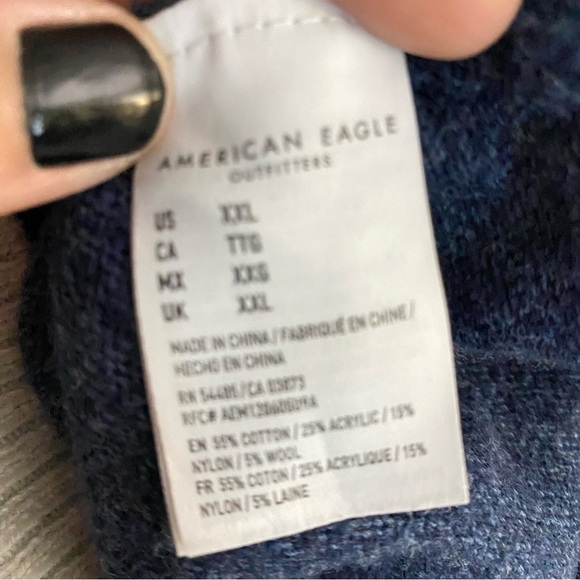 AMERICAN EAGLE
OUTFITTERS
US XXL
CA TTG
MX XXG
UK XXL
MADE IN CHINA / FABRIQUÉ EN CHINE /
HECHO EN CHINA
RN 54485 / CA 03073
RFC#
EN 55% COTTON / 25% ACRYLIC / 15%
NYLON / 5% WOOL
FR 55% COTON / 25% ACRYLIQUE / 15%
NYLON / 5% LAINE